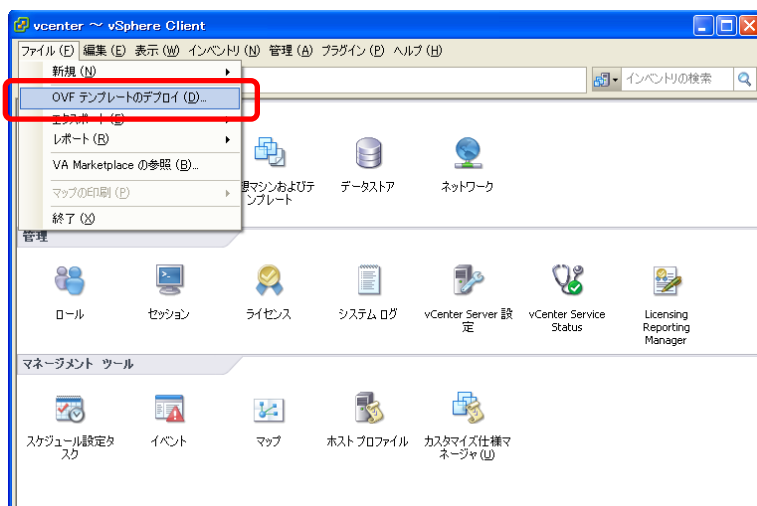 vcenter ～ vSphere Client
ファイル (F) 編集 (E) 表示 (W) インベントリ (N) 管理 (A) プラグイン (P) ヘルプ (H)
新規 (N)
インベントリの検索
OVF テンプレートのデプロイ (D)...
エクスポート (E)
レポート (R)
VA Marketplace の参照 (B)...
マップの印刷 (P)
終了 (X)
想マシンおよびテ
ンプレート
データストア
ネットワーク
管理
ロール
セッション
ライセンス
システム ログ
vCenter Server 設
定
vCenter Service
Status
Licensing
Reporting
Manager
マネージメント ツール
スケジュール設定タ
スク
イベント
マップ
ホスト プロファイル
カスタマイズ仕様マ
ネージャ (U)